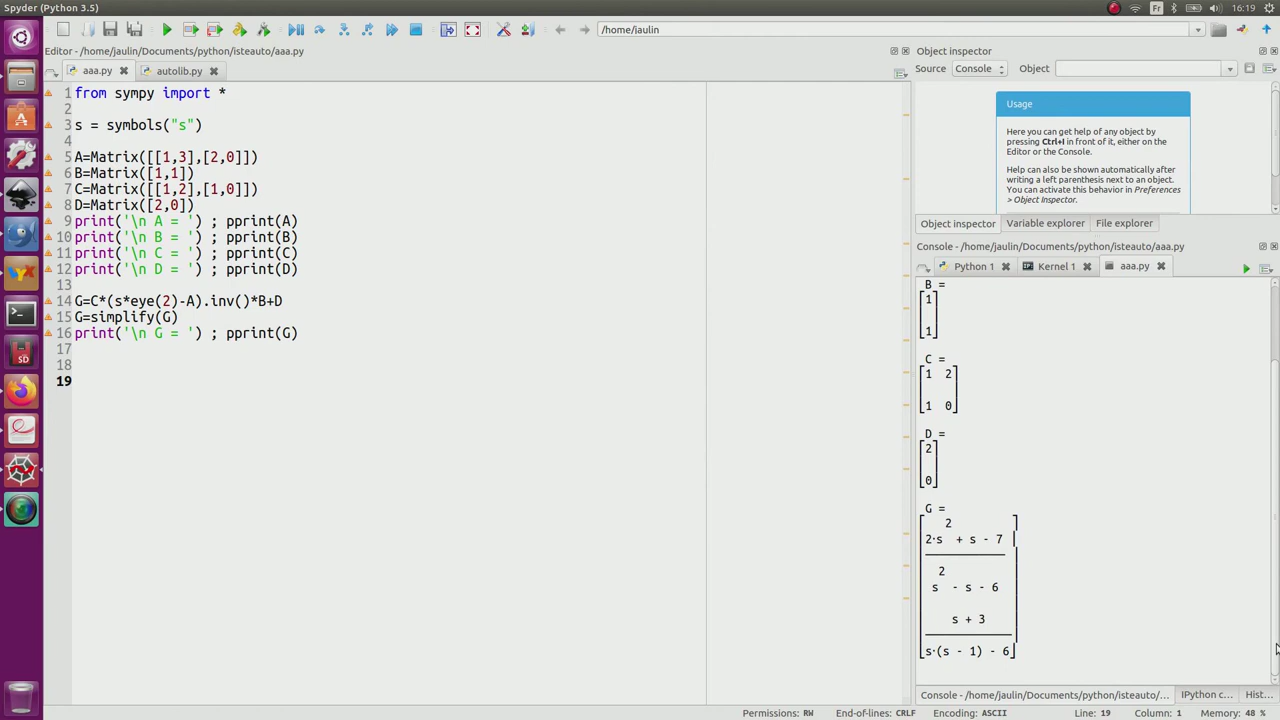 Spyder (Python 3.5)
Fr
16:19
/home/jaulin
Editor - /home/jaulin/Documents/python/isteauto/aaa.py
aaa.py
autolib.py
1 from sympy import *
2
3 s = symbols("s")
4
5 A=Matrix([[1,3],[2,0]])
6 B=Matrix([1,1])
7 C=Matrix([[1,2],[1,0]])
8 D=Matrix([2,0])
9 print('\n A = ') ; pprint(A)
10 print('\n B = ') ; pprint(B)
11 print('\n C = ') ; pprint(C)
12 print('\n D = ') ; pprint(D)
13
14 G=C*(s*eye(2)-A).inv()*B+D
15 G=simplify(G)
16 print('\n G = ') ; pprint(G)
17
18
19
SD
Object inspector
Source Console Object
Usage
Here you can get help of any object by
pressing Ctrl+I in front of it, either on the
Editor or the Console.
Help can also be shown automatically after
writing a left parenthesis next to an object.
You can activate this behavior in Preferences
> Object Inspector.
Object inspector Variable explorer File explorer
Console - /home/jaulin/Documents/python/isteauto/aaa.py
Python 1 Kernel 1 aaa.py
B =
⎡1⎤
⎢ ⎥
⎣1⎦
C =
⎡1 2⎤
⎢ ⎥
⎣1 0⎦
D =
⎡2⎤
⎢ ⎥
⎣0⎦
G =
2
2⋅s + s - 7
2
s - s - 6
s + 3
s⋅(s - 1) - 6
Console - /home/jaulin/Documents/python/isteauto/... IPython c... Hist...
Permissions: RW End-of-lines: CRLF Encoding: ASCII Line: 19 Column: 1 Memory: 48 %